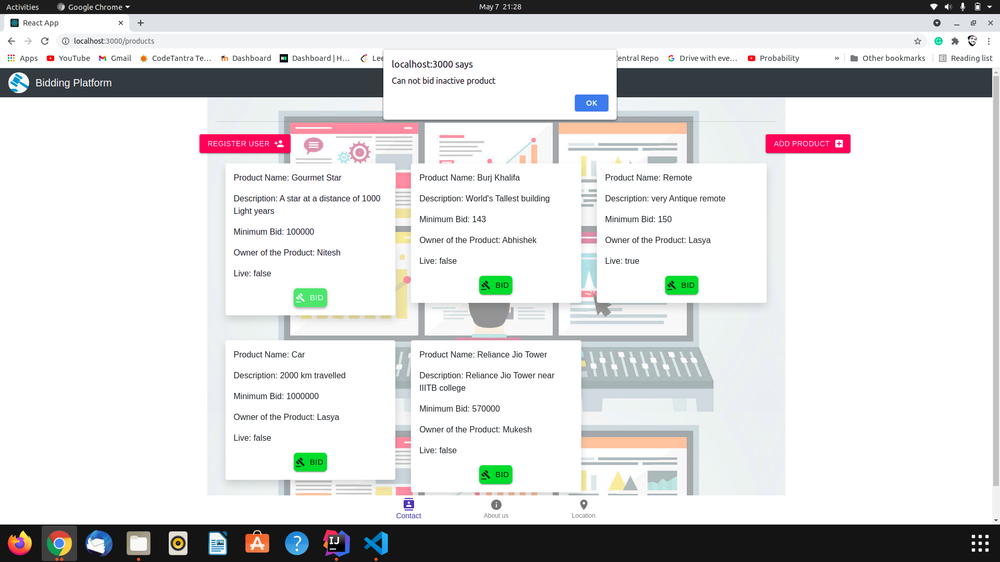 Activities
Google Chrome
May 7 21:28
React App
localhost:3000/products
Apps
YouTube
Gmail
CodeTantra Te…
Dashboard
Dashboard | H…
Lee
Central Repo
Drive with eve…
Probability
»
Other bookmarks
Reading list
localhost:3000 says
Can not bid inactive product
OK
Bidding Platform
REGISTER USER
ADD PRODUCT
Product Name: Gourmet Star
Description: A star at a distance of 1000
Light years
Minimum Bid: 100000
Owner of the Product: Nitesh
Live: false
BID
Product Name: Burj Khalifa
Description: World's Tallest building
Minimum Bid: 143
Owner of the Product: Abhishek
Live: false
BID
Product Name: Remote
Description: very Antique remote
Minimum Bid: 150
Owner of the Product: Lasya
Live: true
BID
Product Name: Car
Description: 2000 km travelled
Minimum Bid: 1000000
Owner of the Product: Lasya
Live: false
BID
Product Name: Reliance Jio Tower
Description: Reliance Jio Tower near
IIITB college
Minimum Bid: 570000
Owner of the Product: Mukesh
Live: false
BID
Contact
About us
Location
IJ